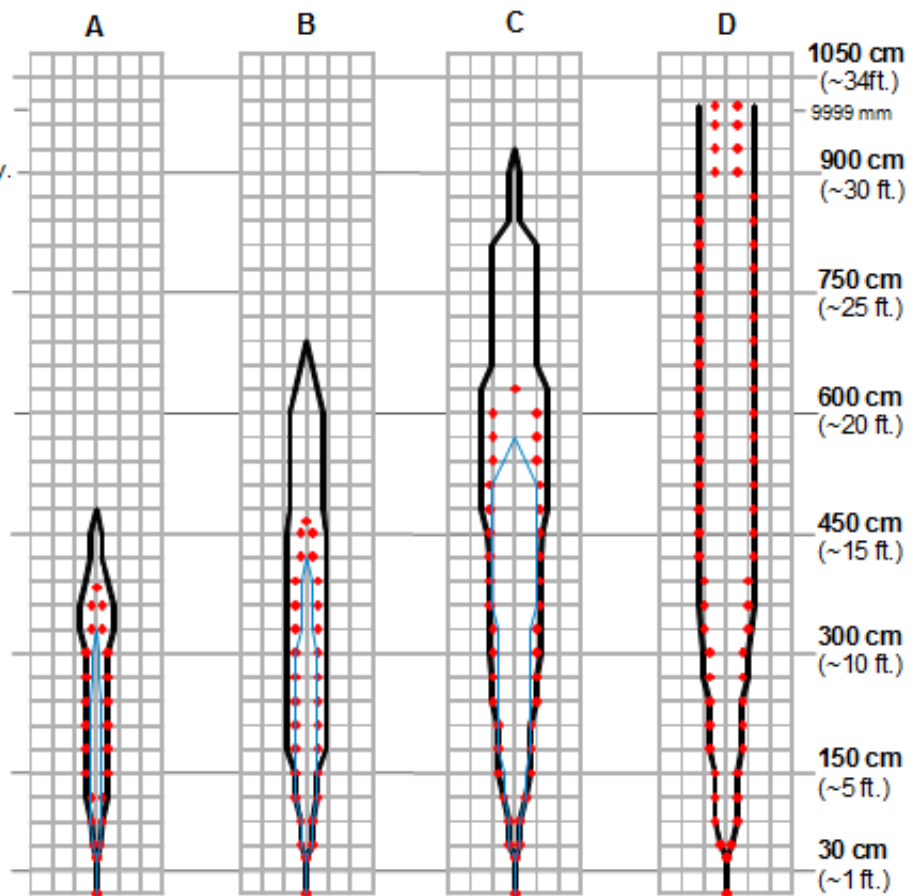 A B C D
1050 cm
(~34ft.)
9999 mm
y.
900 cm
(~30 ft.)
750 cm
(~25 ft.)
600 cm
(~20 ft.)
450 cm
(~15 ft.)
300 cm
(~10 ft.)
150 cm
(~5 ft.)
30 cm
(~1 ft.)